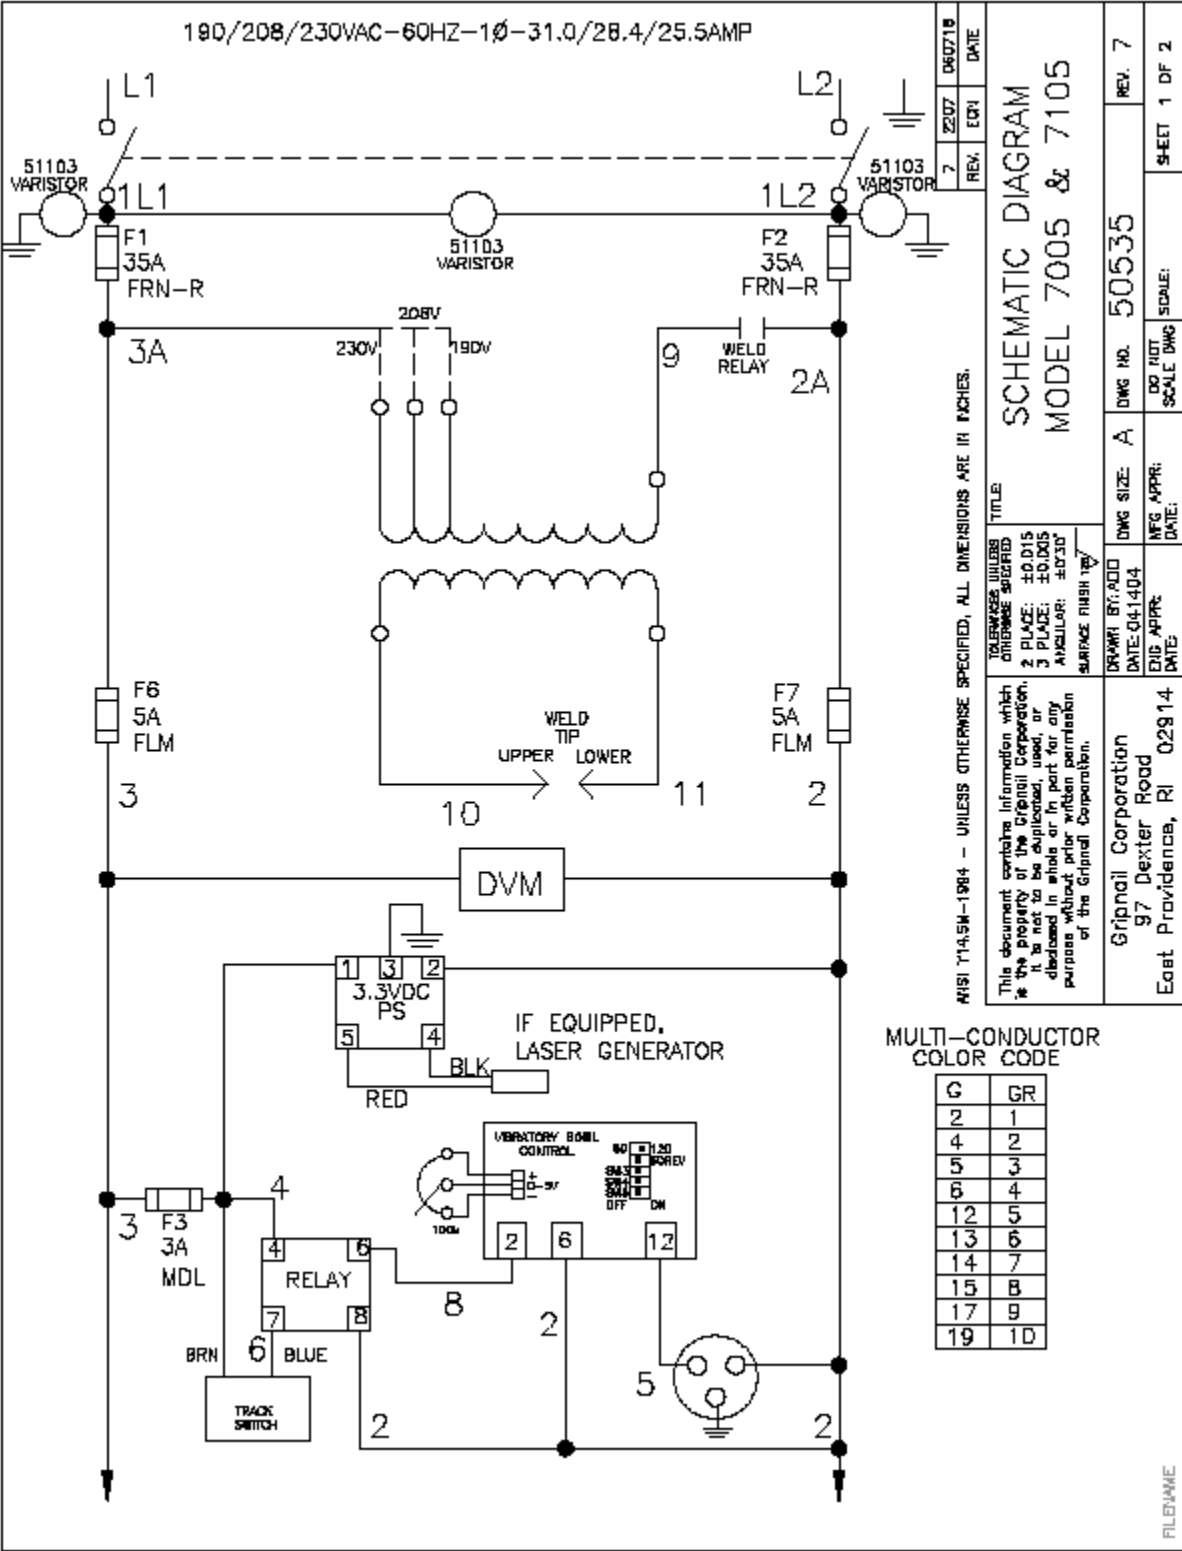 190/208/230VAC-60HZ-1Ø-31.0/28.4/25.5AMP
L1
L2
51103
VARISTOR
1L1
51103
VARISTOR
1L2
51103
VARISTOR
F1
35A
FRN-R
F2
35A
FRN-R
3A
230V
208V
190V
9
WELD
RELAY
2A
F6
5A
FLM
F7
5A
FLM
WELD
TIP
UPPER
LOWER
3
10
11
2
DVM
1
3
2
3.3VDC
PS
5
4
BLK
RED
IF EQUIPPED,
LASER GENERATOR
VIBRATORY BOWL
CONTROL
+
0-5V
-
60
120
OFF
ON
2
6
12
3
F3
3A
MDL
4
4
6
RELAY
7
8
8
2
5
BRN
6
BLUE
TRACK
SWITCH
2
2
MULTI-CONDUCTOR
COLOR CODE
G GR
2 1
4 2
5 3
6 4
12 5
13 6
14 7
15 8
17 9
19 10
7 2207 060718
REV. ECN DATE
ANSI Y14.5M-1994 - UNLESS OTHERWISE SPECIFIED, ALL DIMENSIONS ARE IN INCHES.
This document contains information which
is the property of the Gripnail Corporation.
It is not to be duplicated, used, or
disclosed in whole or in part for any
purpose without prior written permission
of the Gripnail Corporation.
TOLERANCES UNLESS
OTHERWISE SPECIFIED
2 PLACE: ±0.015
3 PLACE: ±0.005
ANGULAR: ±0°30'
SURFACE FINISH
TITLE:
SCHEMATIC DIAGRAM
MODEL 7005 & 7105
Gripnail Corporation
97 Dexter Road
East Providence, RI 02914
DRAWN BY: ADD
DATE: 041404
ENG APPR:
DATE:
DWG SIZE: A
MFG APPR:
DATE:
DWG NO. 50535
DO NOT
SCALE DWG
SCALE:
REV. 7
SHEET 1 OF 2
FILENAME